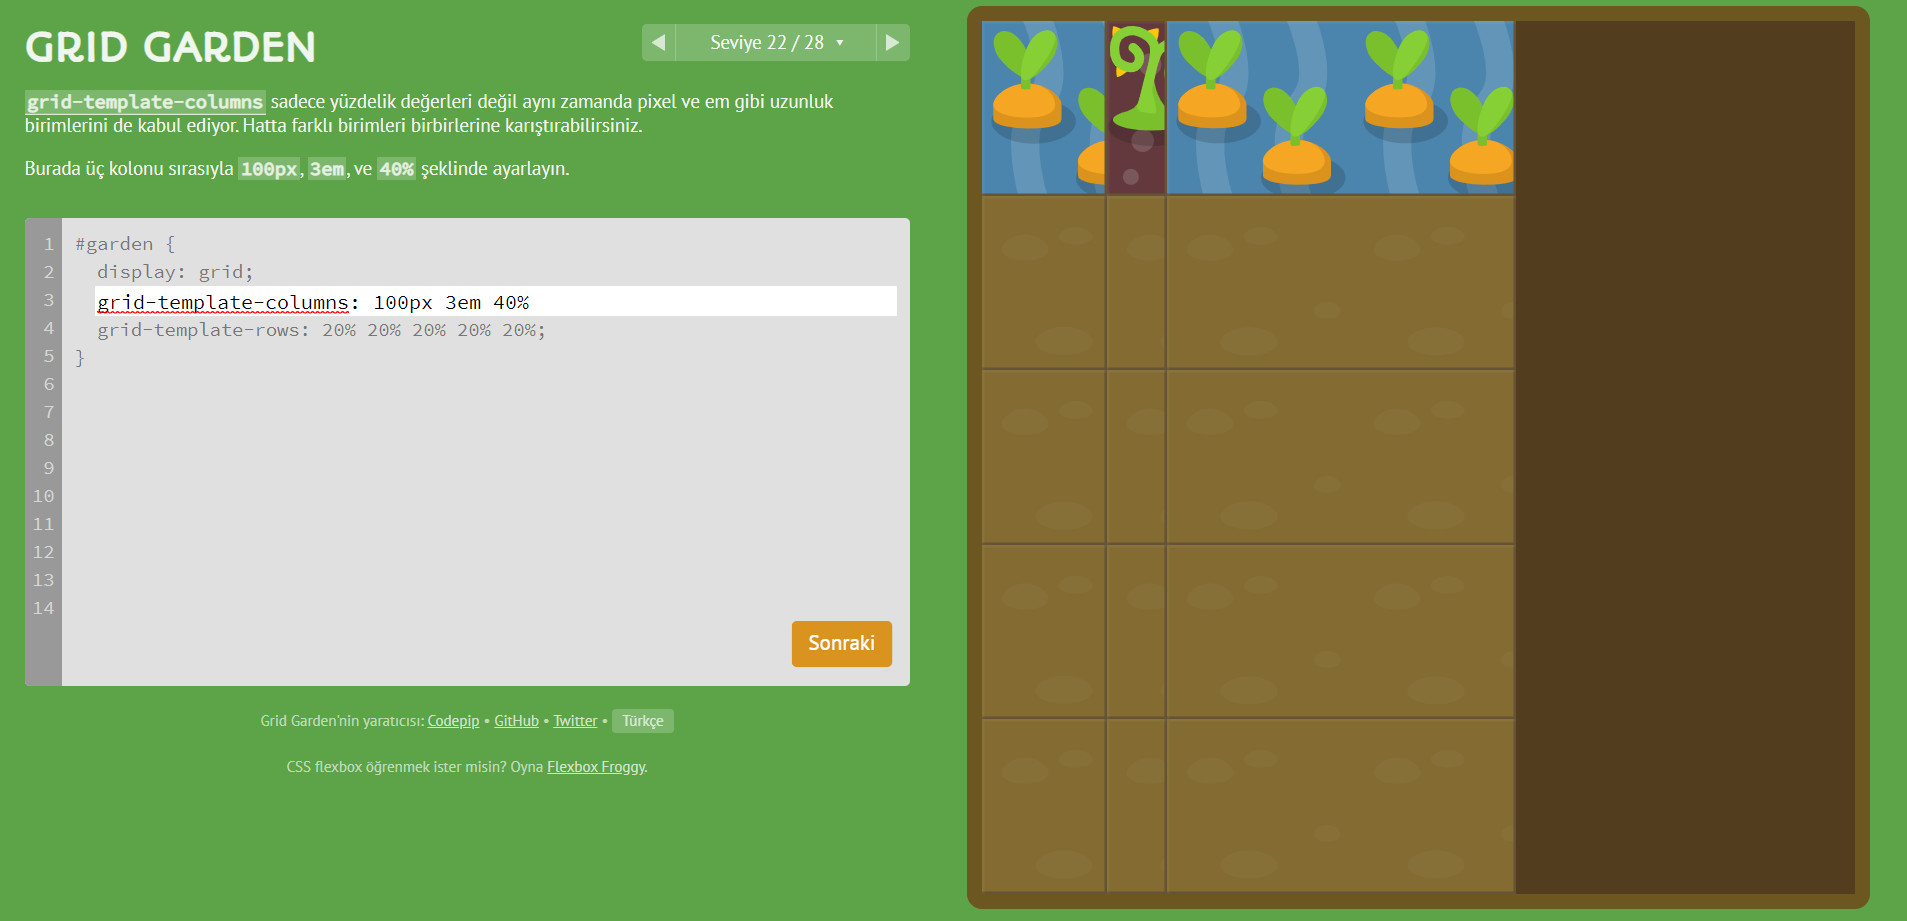 GRID GARDEN
Seviye 22 / 28 ▾
grid-template-columns sadece yüzdelik değerleri değil aynı zamanda pixel ve em gibi uzunluk
birimlerini de kabul ediyor. Hatta farklı birimleri birbirlerine karıştırabilirsiniz.
Burada üç kolonu sırasıyla 100px, 3em, ve 40% şeklinde ayarlayın.
1 #garden {
2 display: grid;
3 grid-template-columns: 100px 3em 40%
4 grid-template-rows: 20% 20% 20% 20% 20%;
5 }
6
7
8
9
10
11
12
13
14
Sonraki
Grid Garden'nin yaratıcısı: Codepip • GitHub • Twitter • Türkçe
CSS flexbox öğrenmek ister misin? Oyna Flexbox Froggy.